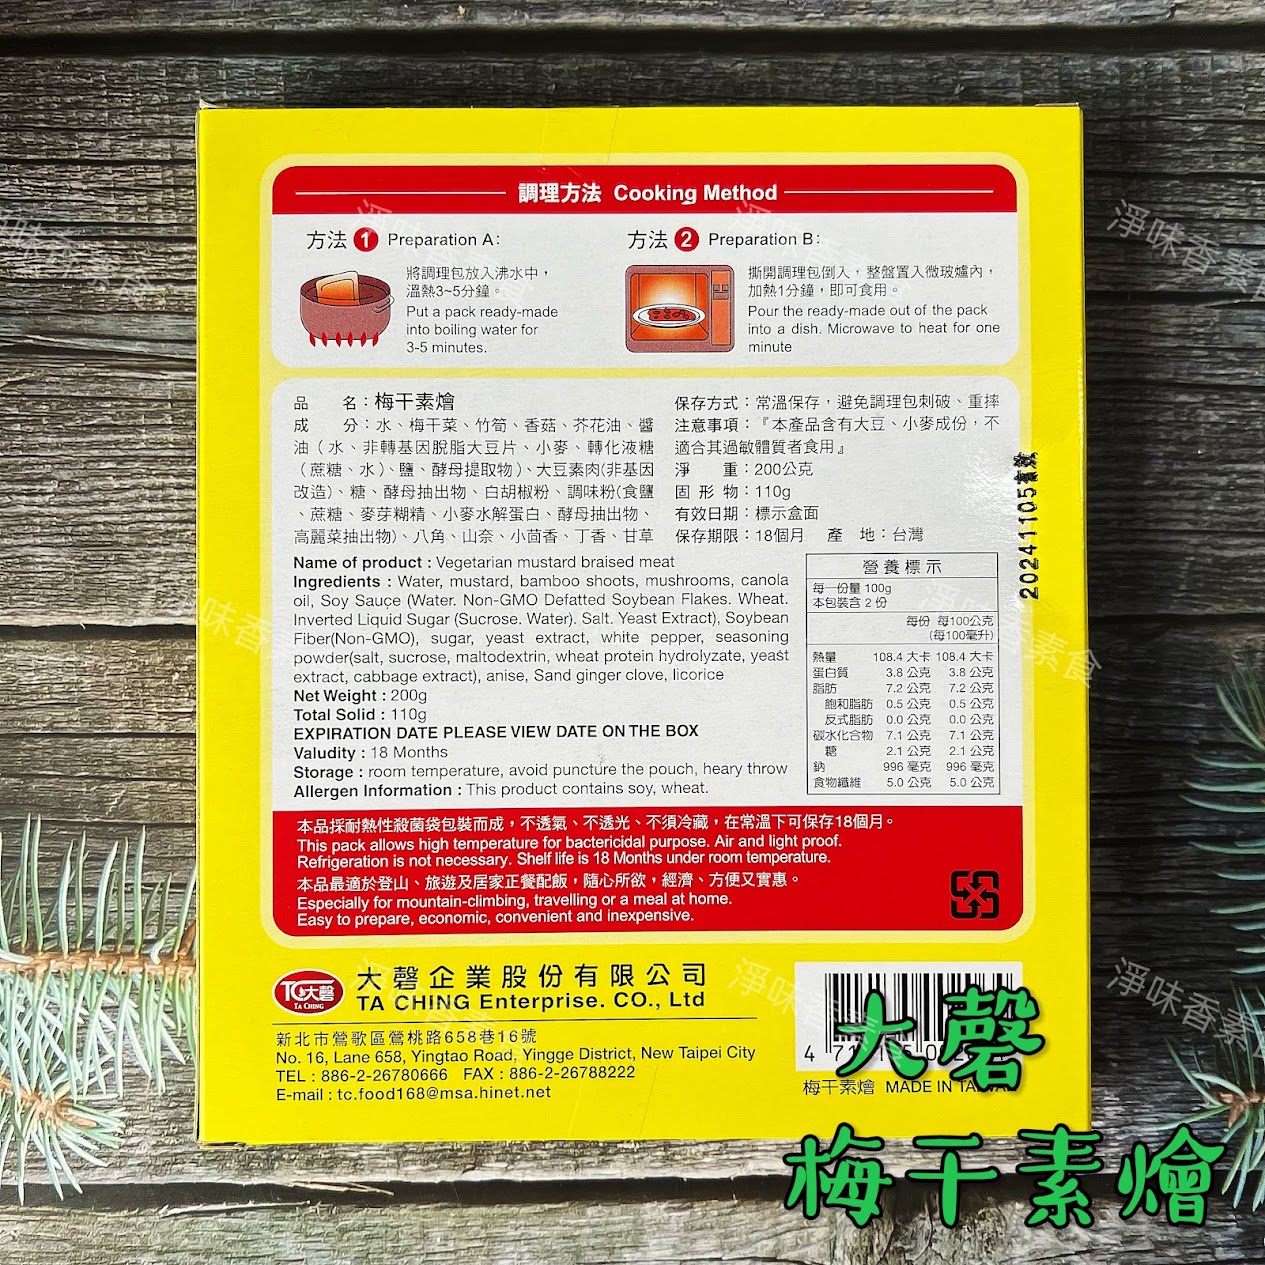 調理方法 Cooking Method
方法 1 Preparation A:
將調理包放入沸水中，
溫熱3~5分鐘。
Put a pack ready-made
into boiling water for
3-5 minutes.
方法 2 Preparation B:
撕開調理包倒入，整盤置入微玻爐內，
加熱1分鐘，即可食用。
Pour the ready-made out of the pack
into a dish. Microwave to heat for one
minute
品　　名：梅干素燴
成　　分：水、梅干菜、竹筍、香菇、芥花油、醬
油（水、非轉基因脫脂大豆片、小麥、轉化液糖
（蔗糖、水）、鹽、酵母提取物）、大豆素肉(非基因
改造)、糖、酵母抽出物、白胡椒粉、調味粉(食鹽
、蔗糖、麥芽糊精、小麥水解蛋白、酵母抽出物、
高麗菜抽出物)、八角、山奈、小茴香、丁香、甘草
保存方式：常溫保存，避免調理包刺破、重摔
注意事項：『本產品含有大豆、小麥成份，不
適合其過敏體質者食用』
淨　　重：200公克
固 形 物：110g
有效日期：標示盒面
保存期限：18個月　產　地：台灣
20241105有效
Name of product : Vegetarian mustard braised meat
Ingredients : Water, mustard, bamboo shoots, mushrooms, canola
oil, Soy Sauce (Water. Non-GMO Defatted Soybean Flakes. Wheat.
Inverted Liquid Sugar (Sucrose. Water). Salt. Yeast Extract), Soybean
Fiber(Non-GMO), sugar, yeast extract, white pepper, seasoning
powder(salt, sucrose, maltodextrin, wheat protein hydrolyzate, yeast
extract, cabbage extract), anise, Sand ginger clove, licorice
Net Weight : 200g
Total Solid : 110g
EXPIRATION DATE PLEASE VIEW DATE ON THE BOX
Valudity : 18 Months
Storage : room temperature, avoid puncture the pouch, heary throw
Allergen Information : This product contains soy, wheat.
營養標示
每一份量 100g
本包裝含 2 份
每份 每100公克
(每100毫升)
熱量 108.4 大卡 108.4 大卡
蛋白質 3.8 公克 3.8 公克
脂肪 7.2 公克 7.2 公克
飽和脂肪 0.5 公克 0.5 公克
反式脂肪 0.0 公克 0.0 公克
碳水化合物 7.1 公克 7.1 公克
糖 2.1 公克 2.1 公克
鈉 996 毫克 996 毫克
食物纖維 5.0 公克 5.0 公克
本品採耐熱性殺菌袋包裝而成，不透氣、不透光、不須冷藏，在常溫下可保存18個月。
This pack allows high temperature for bactericidal purpose. Air and light proof.
Refrigeration is not necessary. Shelf life is 18 Months under room temperature.
本品最適於登山、旅遊及居家正餐配飯，隨心所欲，經濟、方便又實惠。
Especially for mountain-climbing, travelling or a meal at home.
Easy to prepare, economic, convenient and inexpensive.
TC大磬
TA CHING
大磬企業股份有限公司
TA CHING Enterprise. CO., Ltd
新北市鶯歌區鶯桃路658巷16號
No. 16, Lane 658, Yingtao Road, Yingge District, New Taipei City
TEL : 886-2-26780666 FAX : 886-2-26788222
E-mail : tc.food168@msa.hinet.net
梅干素燴 MADE IN
大磬
梅干素燴
淨味香素食